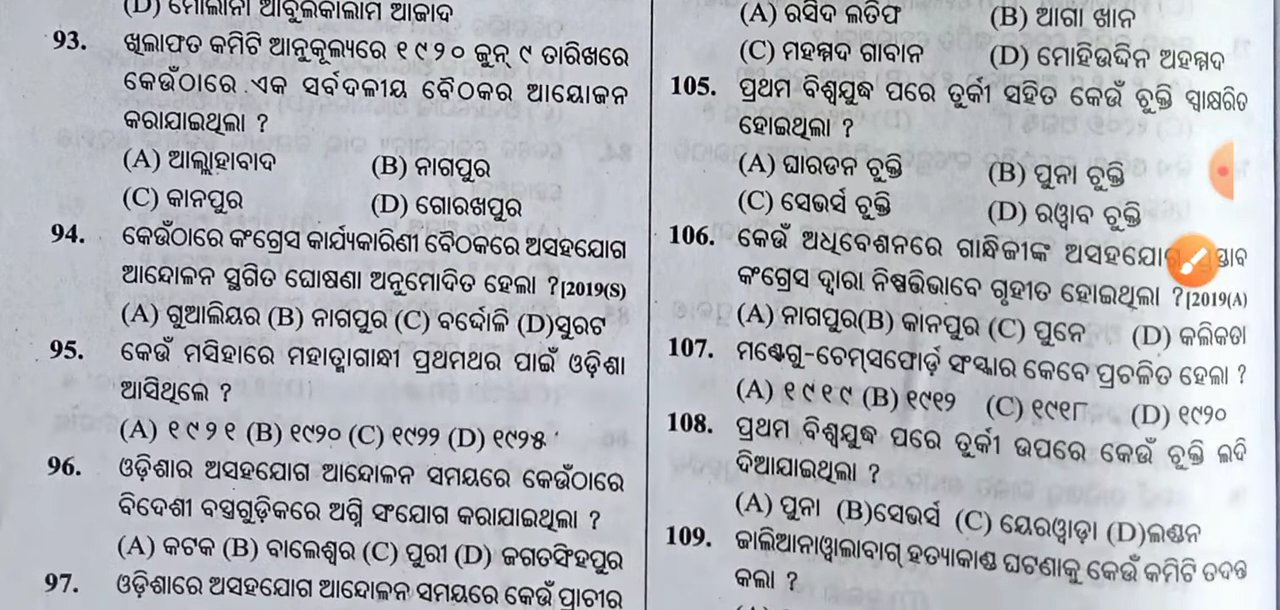 (D) ମୌଲାନା ଆବୁଲକାଲାମ ଆଜାଦ
93. ଖିଲାଫତ କମିଟି ଆନୁକୂଲ୍ୟରେ ୧୯୨୦ ଜୁନ୍ ୯ ତାରିଖରେ
କେଉଁଠାରେ ଏକ ସର୍ବଦଳୀୟ ବୈଠକର ଆୟୋଜନ
କରାଯାଇଥିଲା ?
(A) ଆଲ୍ଲାହାବାଦ (B) ନାଗପୁର
(C) କାନପୁର (D) ଗୋରଖପୁର
94. କେଉଁଠାରେ କଂଗ୍ରେସ କାର୍ଯ୍ୟକାରିଣୀ ବୈଠକରେ ଅସହଯୋଗ
ଆନ୍ଦୋଳନ ସ୍ଥଗିତ ଘୋଷଣା ଅନୁମୋଦିତ ହେଲା ?[2019(S)
(A) ଗୁଆଲିୟର (B) ନାଗପୁର (C) ବର୍ଦ୍ଦୋଳି (D)ସୁରଟ
95. କେଉଁ ମସିହାରେ ମହାତ୍ମାଗାନ୍ଧୀ ପ୍ରଥମଥର ପାଇଁ ଓଡ଼ିଶା
ଆସିଥିଲେ ?
(A) ୧୯୨୧ (B) ୧୯୨୦ (C) ୧୯୨୨ (D) ୧୯୨୫
96. ଓଡ଼ିଶାର ଅସହଯୋଗ ଆନ୍ଦୋଳନ ସମୟରେ କେଉଁଠାରେ
ବିଦେଶୀ ବସ୍ତ୍ରଗୁଡ଼ିକରେ ଅଗ୍ନି ସଂଯୋଗ କରାଯାଇଥିଲା ?
(A) କଟକ (B) ବାଲେଶ୍ୱର (C) ପୁରୀ (D) ଜଗତସିଂହପୁର
97. ଓଡ଼ିଶାରେ ଅସହଯୋଗ ଆନ୍ଦୋଳନ ସମୟରେ କେଉଁ ପ୍ରାଚୀର
(A) ରସିଦ ଲତିଫ (B) ଆଗା ଖାନ
(C) ମହମ୍ମଦ ଗାବାନ (D) ମୋହିଉଦ୍ଦିନ ଅହମ୍ମଦ
105. ପ୍ରଥମ ବିଶ୍ୱଯୁଦ୍ଧ ପରେ ତୁର୍କୀ ସହିତ କେଉଁ ଚୁକ୍ତି ସ୍ୱାକ୍ଷରିତ
ହୋଇଥିଲା ?
(A) ଘାରଡନ ଚୁକ୍ତି (B) ପୁନା ଚୁକ୍ତି
(C) ସେଭର୍ସ ଚୁକ୍ତି (D) ରୱାବ ଚୁକ୍ତି
106. କେଉଁ ଅଧିବେଶନରେ ଗାନ୍ଧିଜୀଙ୍କ ଅସହଯୋଗ
କଂଗ୍ରେସ ଦ୍ୱାରା ନିଷ୍ପତ୍ତିଭାବେ ଗୃହୀତ ହୋଇଥିଲା ?[2019(A)
(A) ନାଗପୁର(B) କାନପୁର (C) ପୁନେ (D) କଲିକତା
107. ମଣ୍ଟେଗୁ-ଚେମ୍‌ସଫୋର୍ଡ଼ ସଂସ୍କାର କେବେ ପ୍ରଚଳିତ ହେଲା ?
(A) ୧୯୧୯ (B) ୧୯୧୨ (C) ୧୯୧୮ (D) ୧୯୨୦
108. ପ୍ରଥମ ବିଶ୍ୱଯୁଦ୍ଧ ପରେ ତୁର୍କୀ ଉପରେ କେଉଁ ଚୁକ୍ତି ଲଦି
ଦିଆଯାଇଥିଲା ?
(A) ପୁନା (B)ସେଭର୍ସ (C) ୟେରୱାଡ଼ା (D)ଲଣ୍ଡନ
109. ଜାଲିଆନାୱାଲାବାଗ୍ ହତ୍ୟାକାଣ୍ଡ ଘଟଣାକୁ କେଉଁ କମିଟି ତଦନ୍ତ
କଲା ?